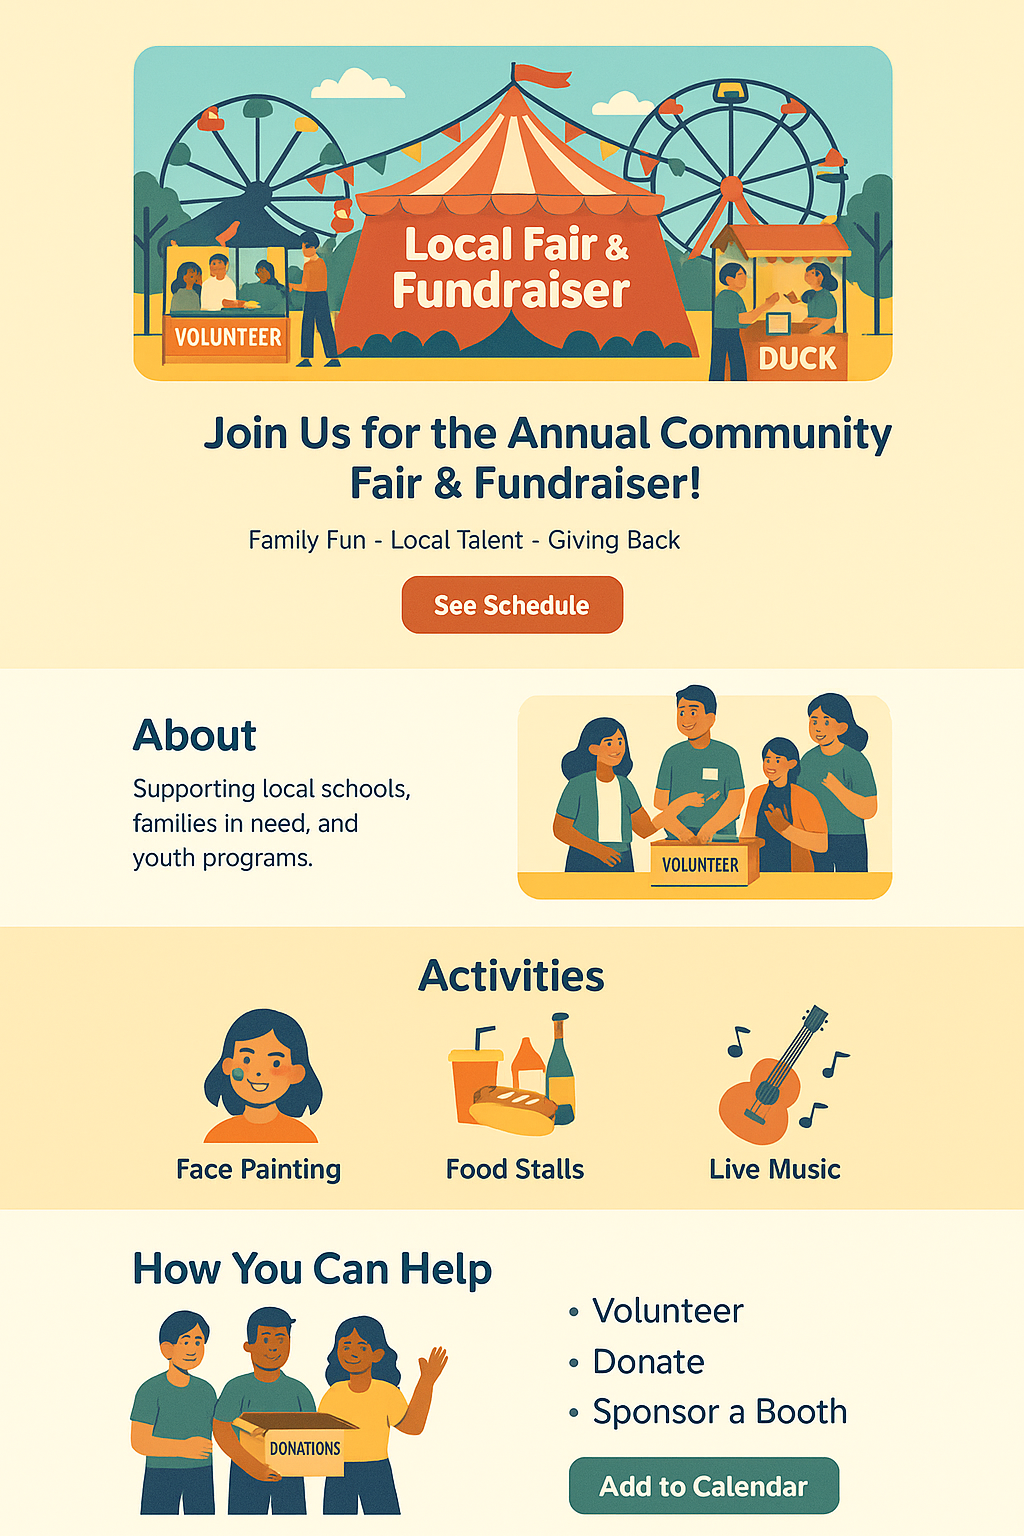 Local Fair &
Fundraiser
VOLUNTEER
DUCK
Join Us for the Annual Community
Fair & Fundraiser!
Family Fun - Local Talent - Giving Back
See Schedule
About
Supporting local schools,
families in need, and
youth programs.
VOLUNTEER
Activities
Face Painting
Food Stalls
Live Music
How You Can Help
DONATIONS
• Volunteer
• Donate
• Sponsor a Booth
Add to Calendar